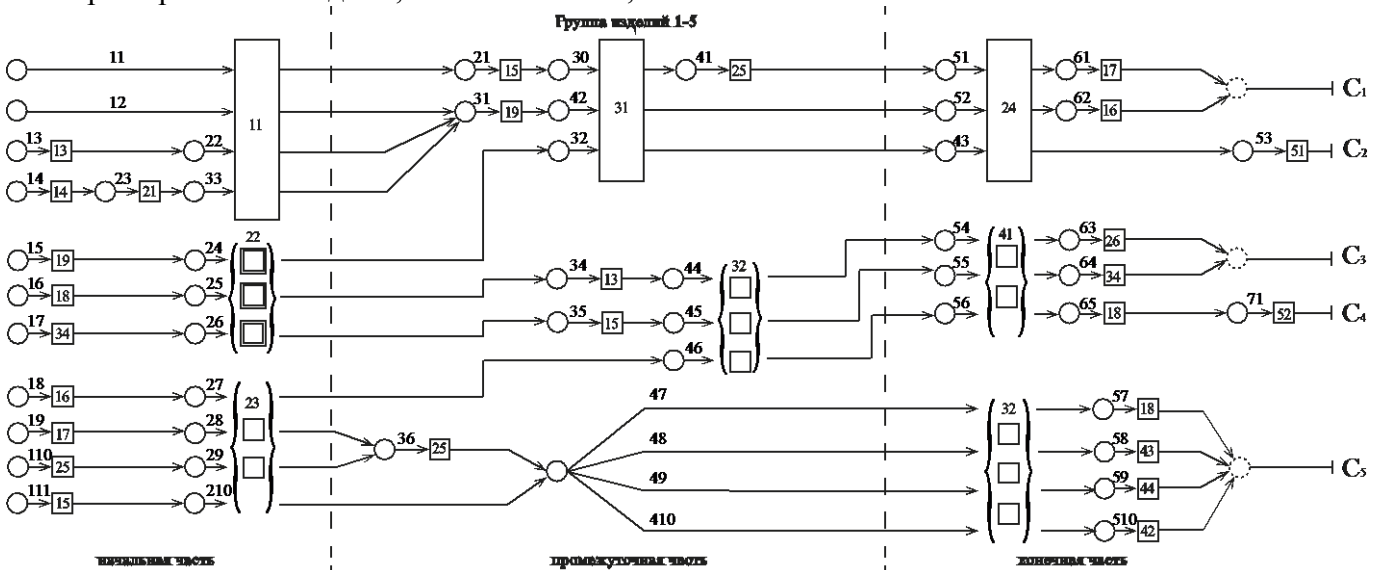 Группа изделий 1-5
11 21 30 41 51 61
15 25 17 C₁
12 31 42 52 62
11 19 31 24 16
13 22 32 43 53
13 51 C₂
14 23 33
14 21
15 24 22 54 41 63
19 26 C₃
16 25 34 44 32 55 64
18 13 34
17 26 35 45 56 65 71
34 15 18 52 C₄
46
18 27 47 57
16 23 32 18
19 28 36 48 58
17 25 43
110 29 49 59 C₅
25 44
111 210 410 510
15 42
начальная часть промежуточная часть конечная часть